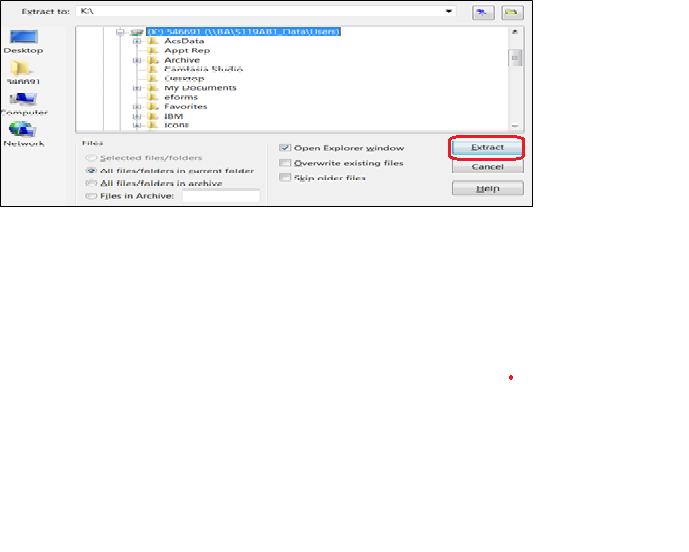 Extract to: K:\
(K:) 546691 (\\BA\S119AB1_Data\Users)
AcsData
Appt Rep
Archive
Camtasia Studio
Desktop
My Documents
eforms
Favorites
IBM
Desktop
546691
Computer
Network
Files
Selected files/folders
All files/folders in current folder
All files/folders in archive
Files in Archive:
Open Explorer window
Overwrite existing files
Skip older files
Extract
Cancel
Help